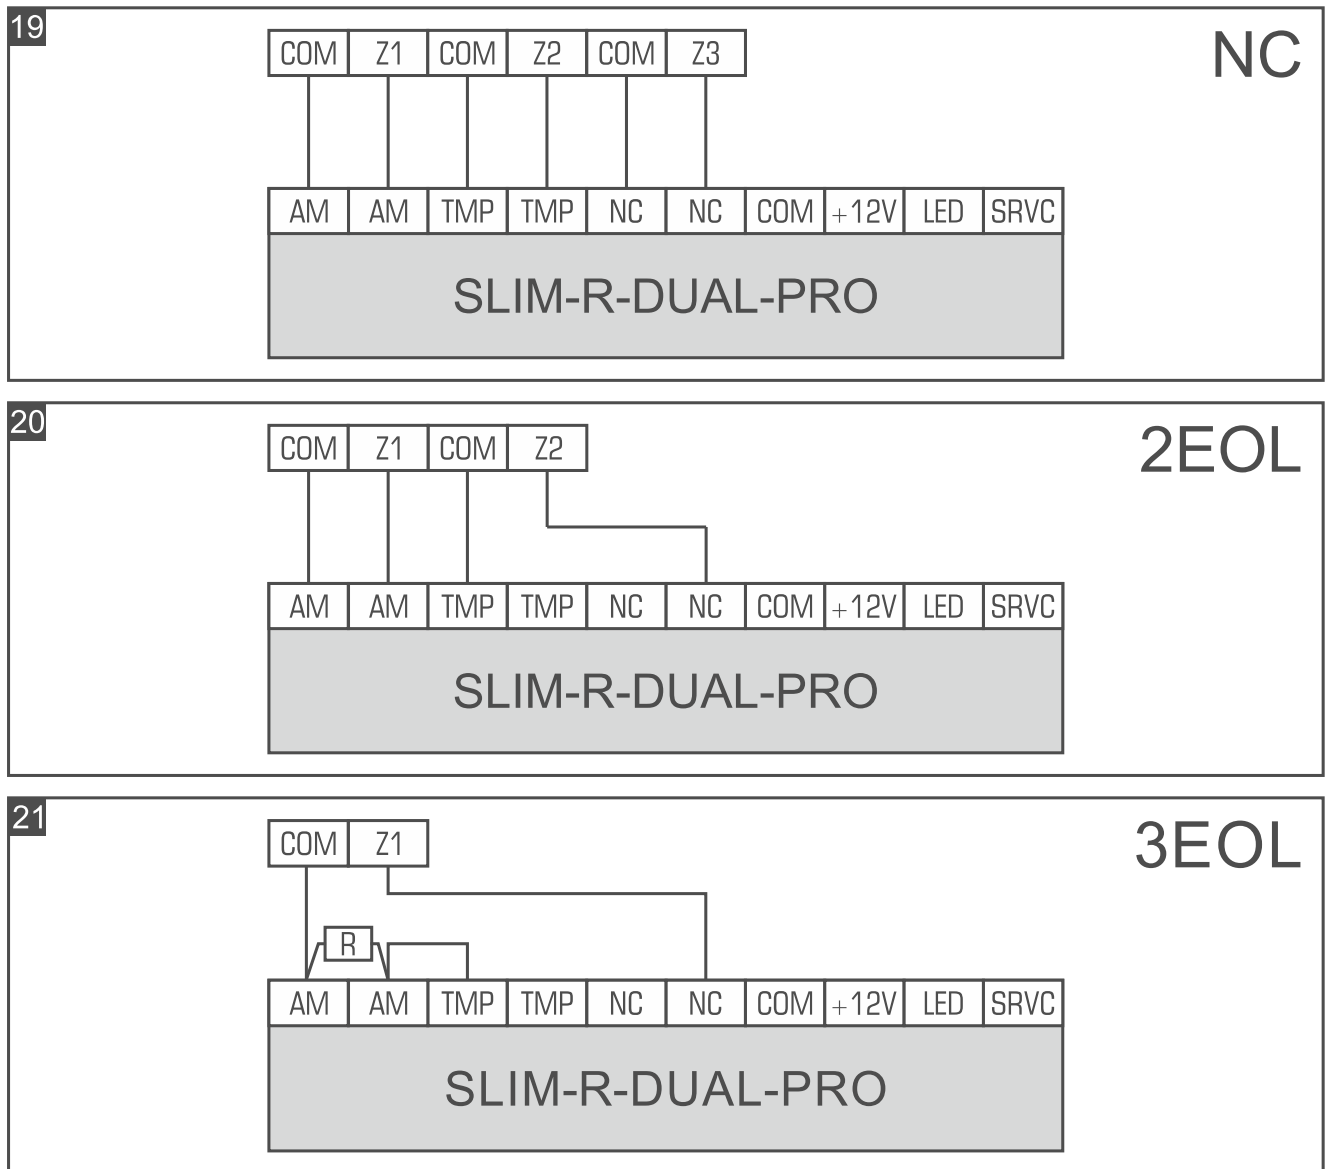 19
NC
COM Z1 COM Z2 COM Z3
AM AM TMP TMP NC NC COM +12V LED SRVC
SLIM-R-DUAL-PRO
20
2EOL
COM Z1 COM Z2
AM AM TMP TMP NC NC COM +12V LED SRVC
SLIM-R-DUAL-PRO
21
3EOL
COM Z1
R
AM AM TMP TMP NC NC COM +12V LED SRVC
SLIM-R-DUAL-PRO